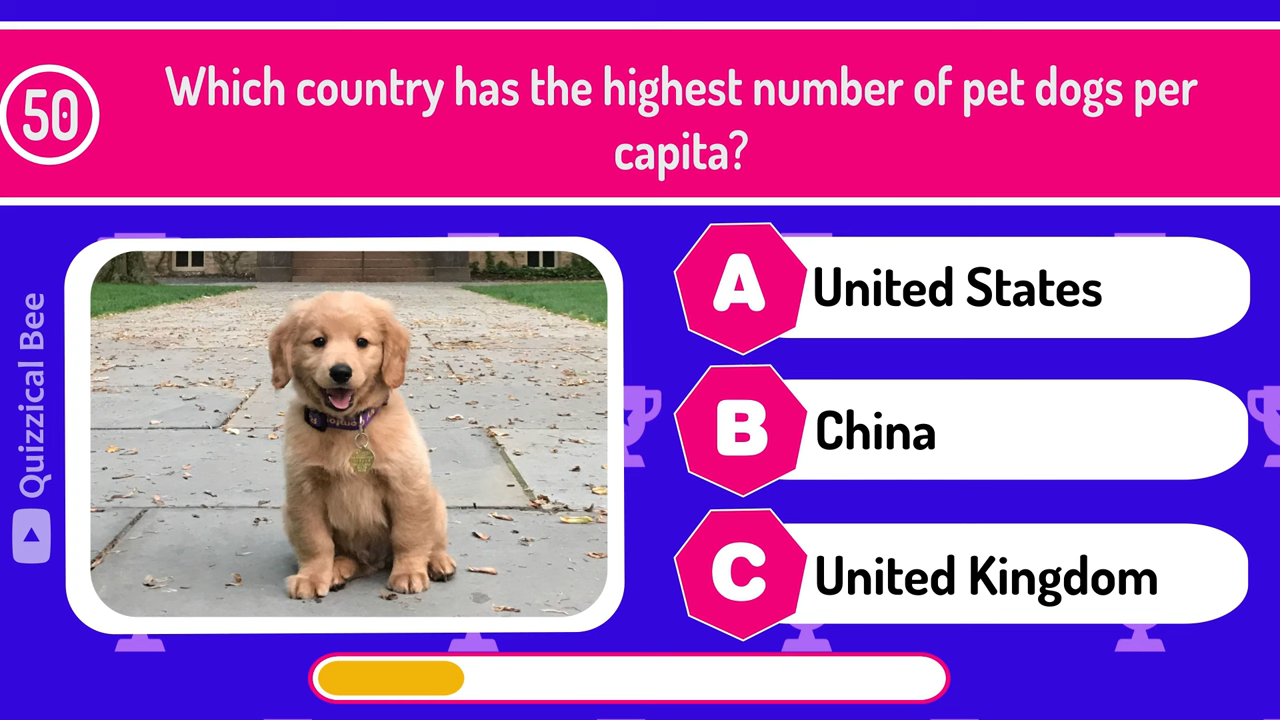 50
Which country has the highest number of pet dogs per
capita?
A
United States
B
China
C
United Kingdom
Quizzical Bee